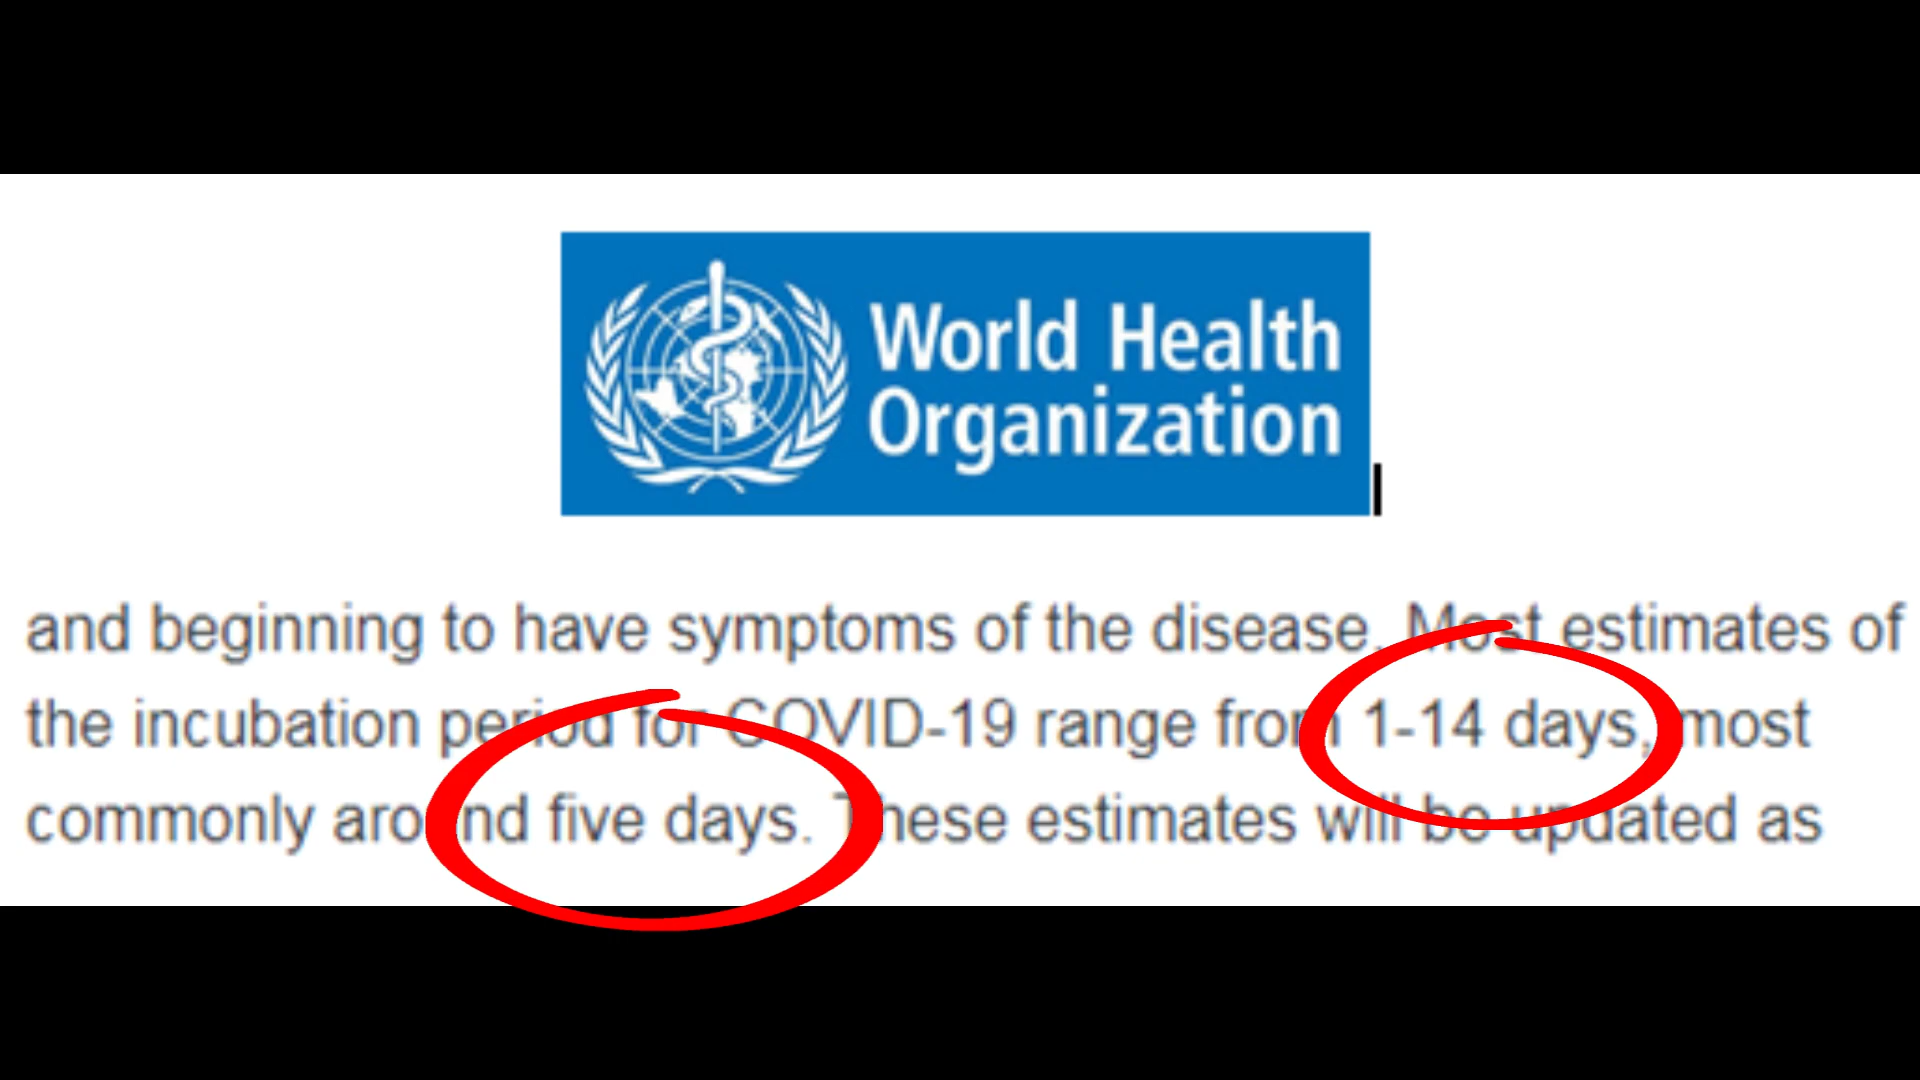 World Health
Organization
and beginning to have symptoms of the disease. Most estimates of
the incubation period for COVID-19 range from 1-14 days, most
commonly around five days. These estimates will be updated as